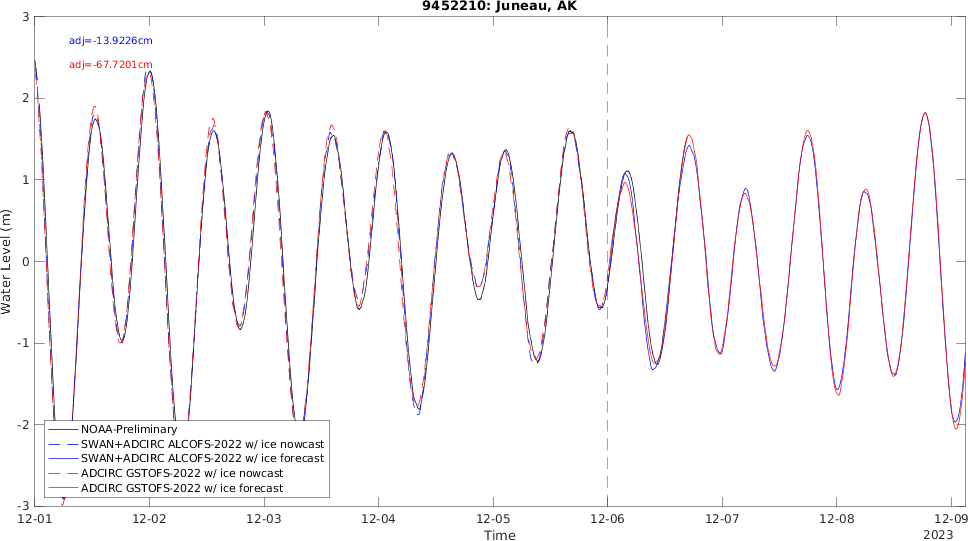 9452210: Juneau, AK
adj=-13.9226cm
adj=-67.7201cm
3
2
1
0
-1
-2
-3
Water Level (m)
NOAA-Preliminary
SWAN+ADCIRC ALCOFS-2022 w/ ice nowcast
SWAN+ADCIRC ALCOFS-2022 w/ ice forecast
ADCIRC GSTOFS-2022 w/ ice nowcast
ADCIRC GSTOFS-2022 w/ ice forecast
12-01 12-02 12-03 12-04 12-05 12-06 12-07 12-08 12-09
Time 2023